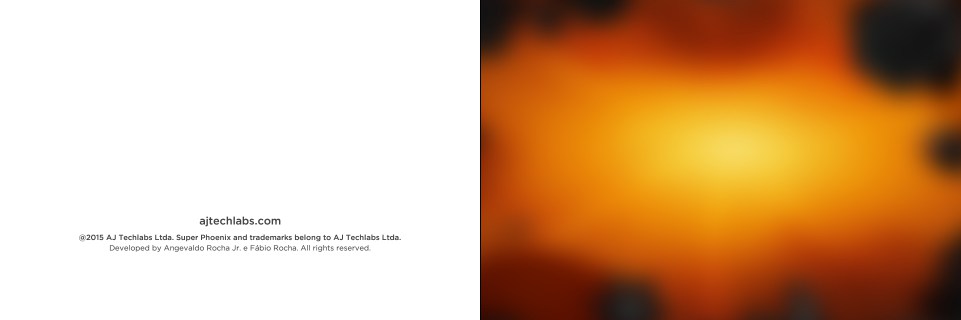 ajtechlabs.com
@2015 AJ Techlabs Ltda. Super Phoenix and trademarks belong to AJ Techlabs Ltda.
Developed by Angevaldo Rocha Jr. e Fábio Rocha. All rights reserved.